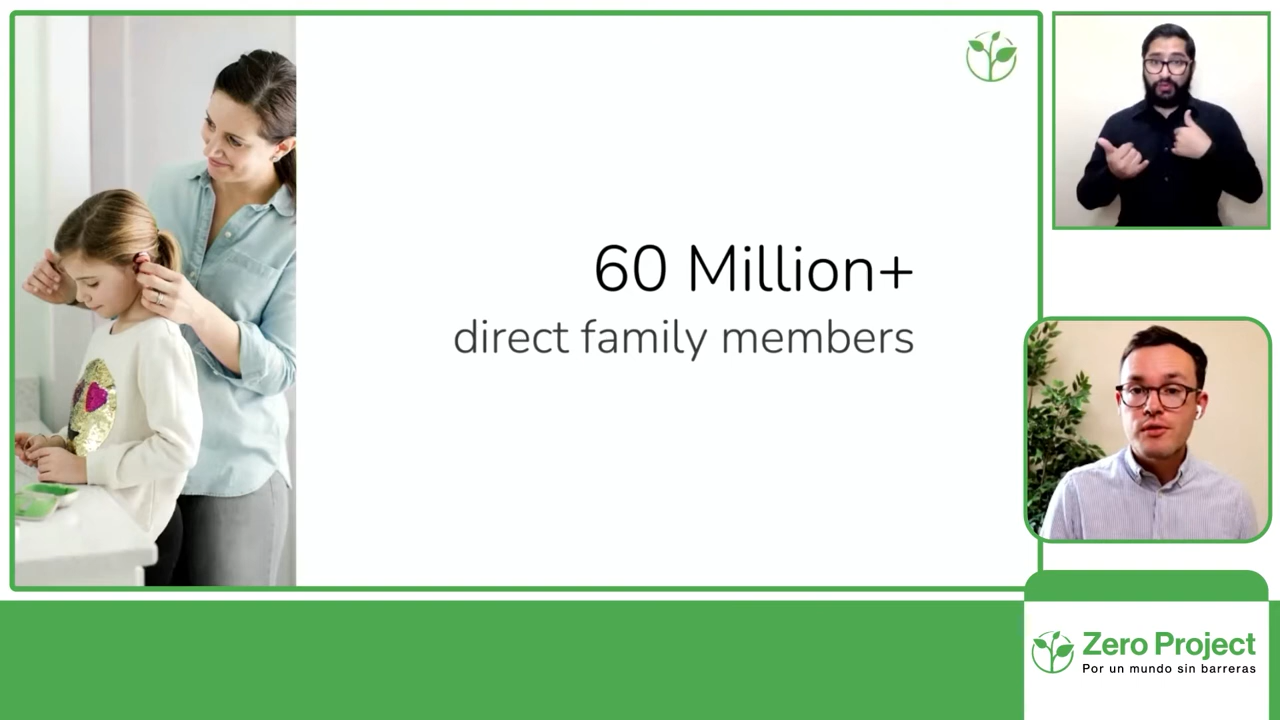 60 Million+
direct family members
Zero Project
Por un mundo sin barreras